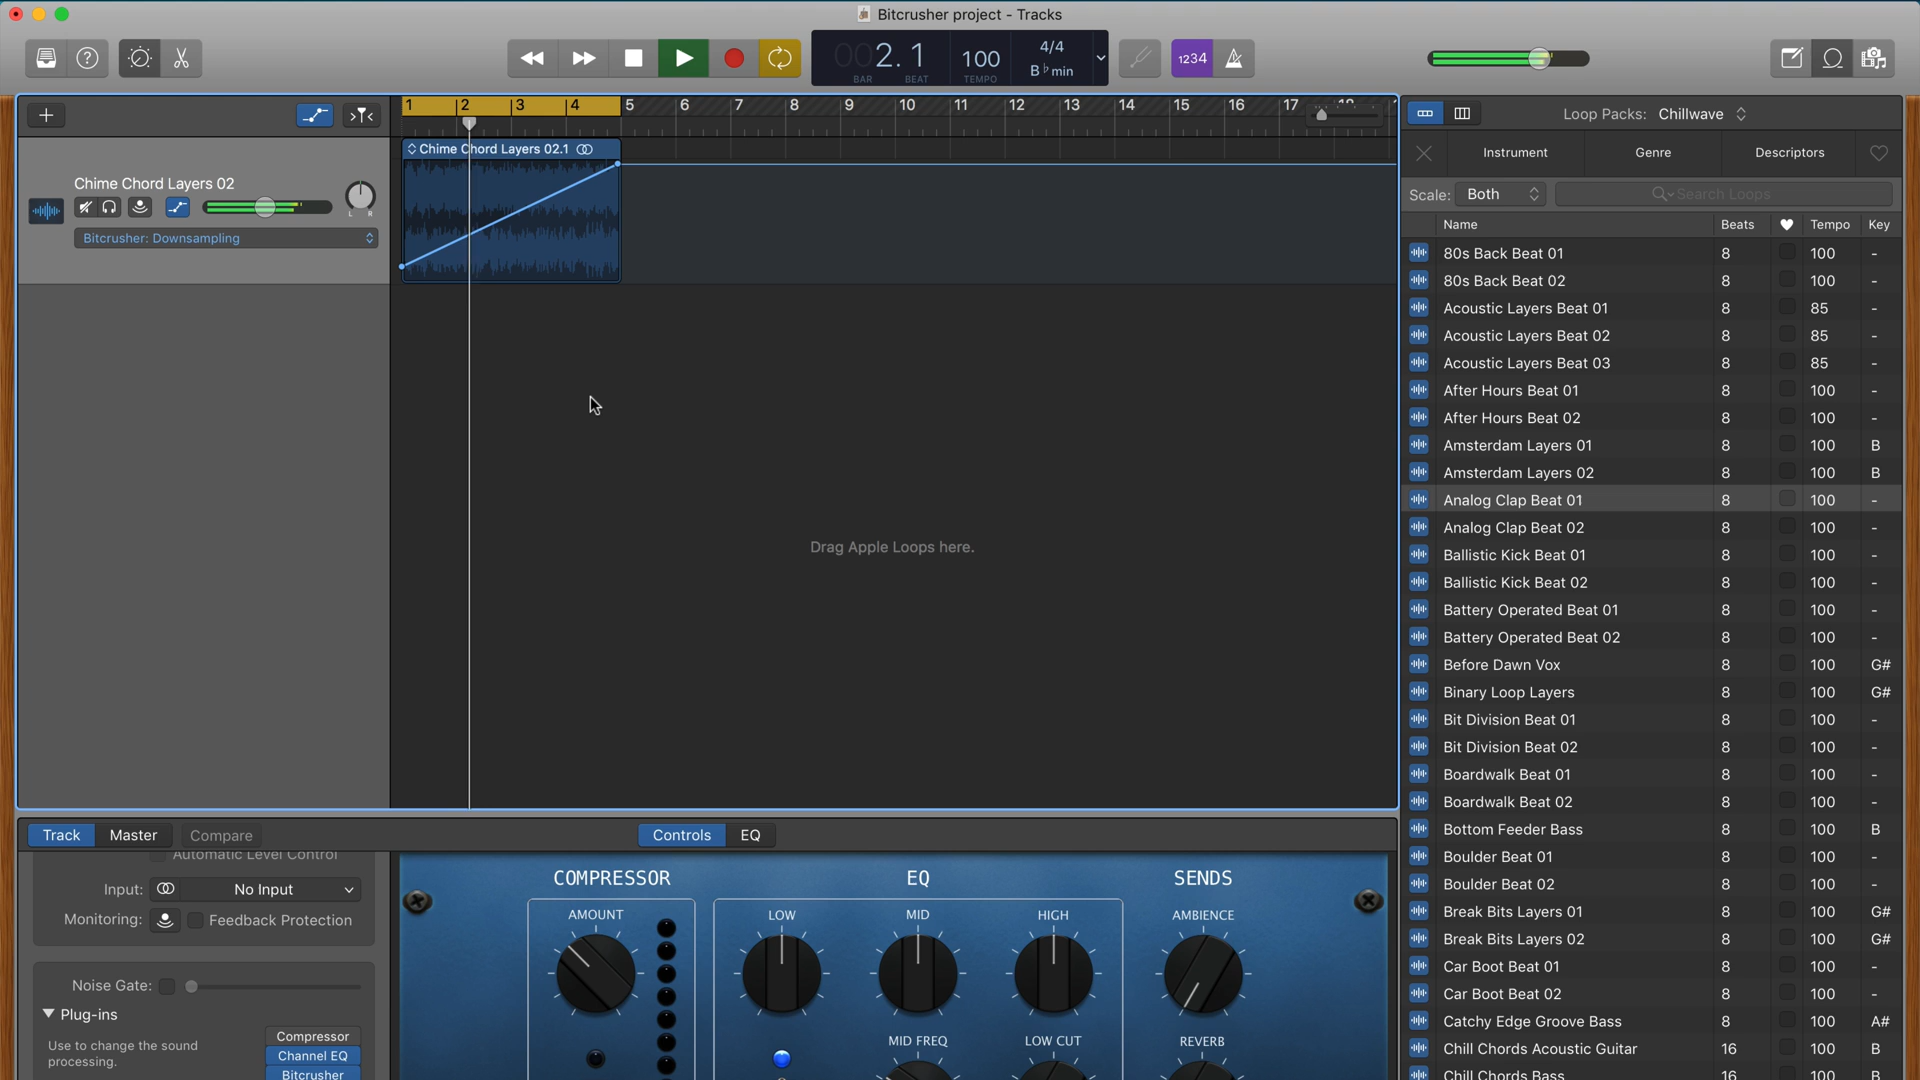 Bitcrusher project - Tracks
002.1
BAR
BEAT
100
TEMPO
4/4
B♭min
1234
1 2 3 4 5 6 7 8 9 10 11 12 13 14 15 16 17 18
Chime Chord Layers 02.1
Chime Chord Layers 02
L R
Bitcrusher: Downsampling
Drag Apple Loops here.
Loop Packs: Chillwave
Instrument Genre Descriptors
Scale: Both Search Loops
Name Beats Tempo Key
80s Back Beat 01 8 100 -
80s Back Beat 02 8 100 -
Acoustic Layers Beat 01 8 85 -
Acoustic Layers Beat 02 8 85 -
Acoustic Layers Beat 03 8 85 -
After Hours Beat 01 8 100 -
After Hours Beat 02 8 100 -
Amsterdam Layers 01 8 100 B
Amsterdam Layers 02 8 100 B
Analog Clap Beat 01 8 100 -
Analog Clap Beat 02 8 100 -
Ballistic Kick Beat 01 8 100 -
Ballistic Kick Beat 02 8 100 -
Battery Operated Beat 01 8 100 -
Battery Operated Beat 02 8 100 -
Before Dawn Vox 8 100 G#
Binary Loop Layers 8 100 G#
Bit Division Beat 01 8 100 -
Bit Division Beat 02 8 100 -
Boardwalk Beat 01 8 100 -
Boardwalk Beat 02 8 100 -
Bottom Feeder Bass 8 100 B
Boulder Beat 01 8 100 -
Boulder Beat 02 8 100 -
Break Bits Layers 01 8 100 G#
Break Bits Layers 02 8 100 G#
Car Boot Beat 01 8 100 -
Car Boot Beat 02 8 100 -
Catchy Edge Groove Bass 8 100 A#
Chill Chords Acoustic Guitar 16 100 B
Chill Chords Bass 16 100 B
Track Master Compare
Controls EQ
Automatic Level Control
Input: No Input
Monitoring: Feedback Protection
Noise Gate:
Plug-ins
Use to change the sound
processing.
Compressor
Channel EQ
Bitcrusher
COMPRESSOR
AMOUNT
EQ
LOW MID HIGH
MID FREQ LOW CUT
SENDS
AMBIENCE
REVERB